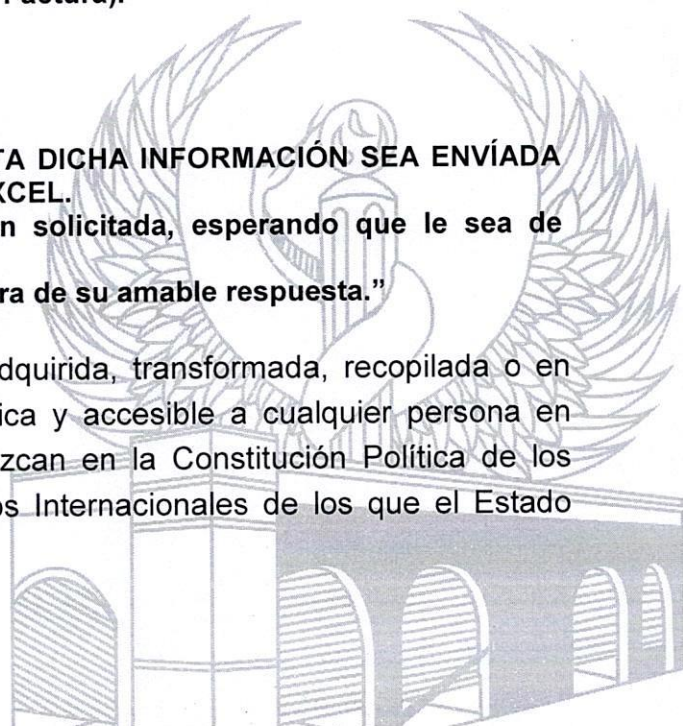 TA DICHA INFORMACIÓN SEA ENVÍADA
XCEL.
n solicitada, esperando que le sea de
ra de su amable respuesta.”
dquirida, transformada, recopilada o en
ica y accesible a cualquier persona en
zcan en la Constitución Política de los
os Internacionales de los que el Estado